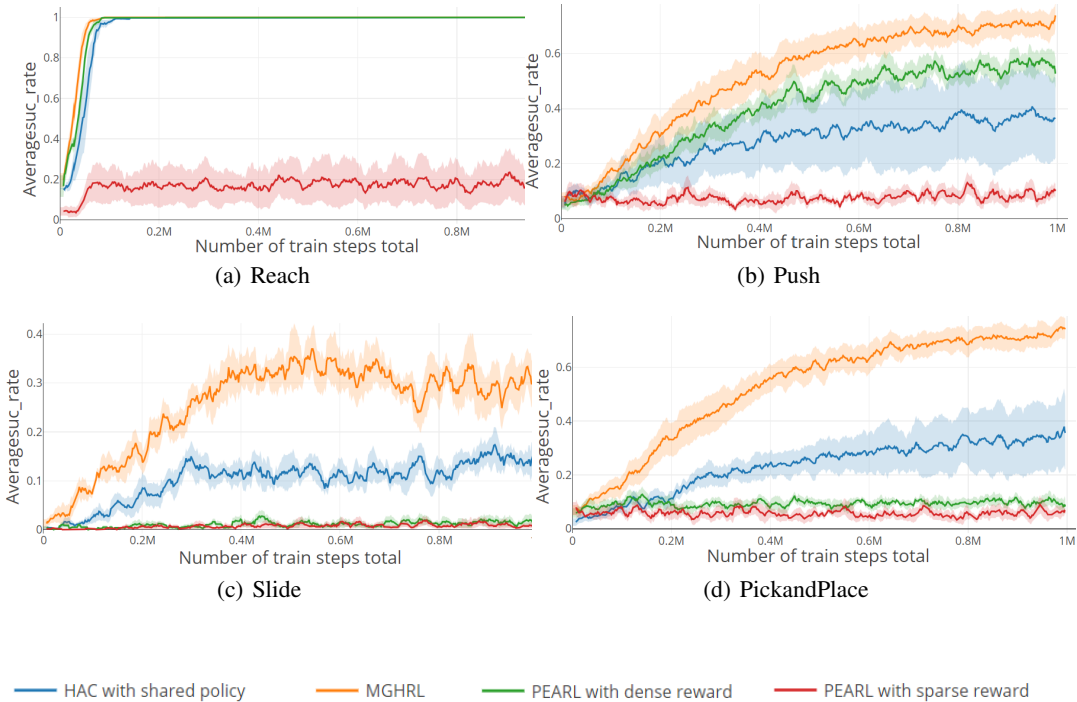 1
0.8
0.6
0.4
0.2
0
Averagesuc_rate
0 0.2M 0.4M 0.6M 0.8M
Number of train steps total
(a) Reach
0.6
0.4
0.2
0
Averagesuc_rate
0 0.2M 0.4M 0.6M 0.8M 1M
Number of train steps total
(b) Push
0.4
0.3
0.2
0.1
0
Averagesuc_rate
0 0.2M 0.4M 0.6M 0.8M
Number of train steps total
(c) Slide
0.6
0.4
0.2
0
Averagesuc_rate
0 0.2M 0.4M 0.6M 0.8M 1M
Number of train steps total
(d) PickandPlace
HAC with shared policy MGHRL PEARL with dense reward PEARL with sparse reward